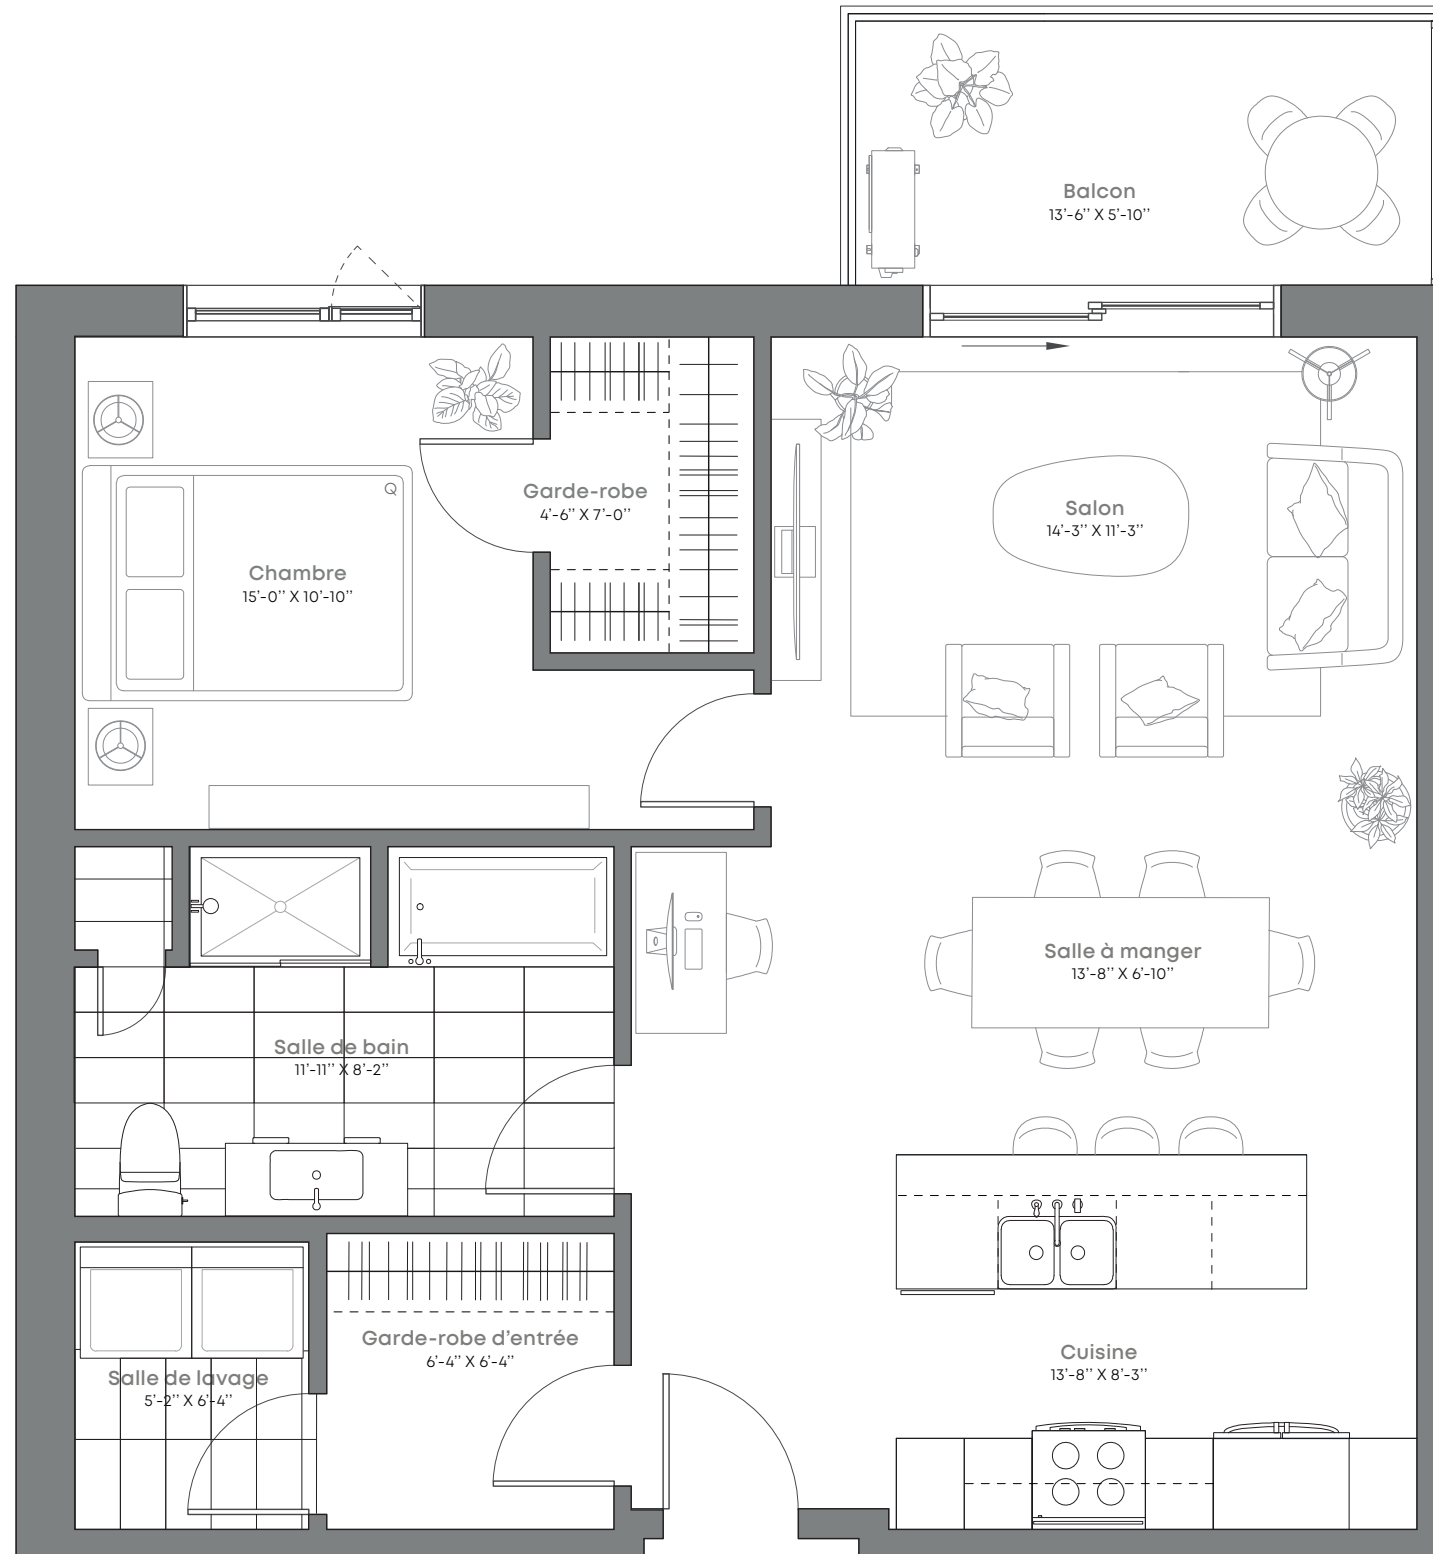 Balcon
13’-6’’ X 5’-10’’
Garde-robe
4’-6’’ X 7’-0’’
Salon
14’-3’’ X 11’-3’’
Q
Chambre
15’-0’’ X 10’-10’’
Salle à manger
13’-8’’ X 6’-10’’
Salle de bain
11’-11’’ X 8’-2’’
Garde-robe d’entrée
6’-4’’ X 6’-4’’
Cuisine
13’-8’’ X 8’-3’’
Salle de lavage
5’-2’’ X 6’-4’’